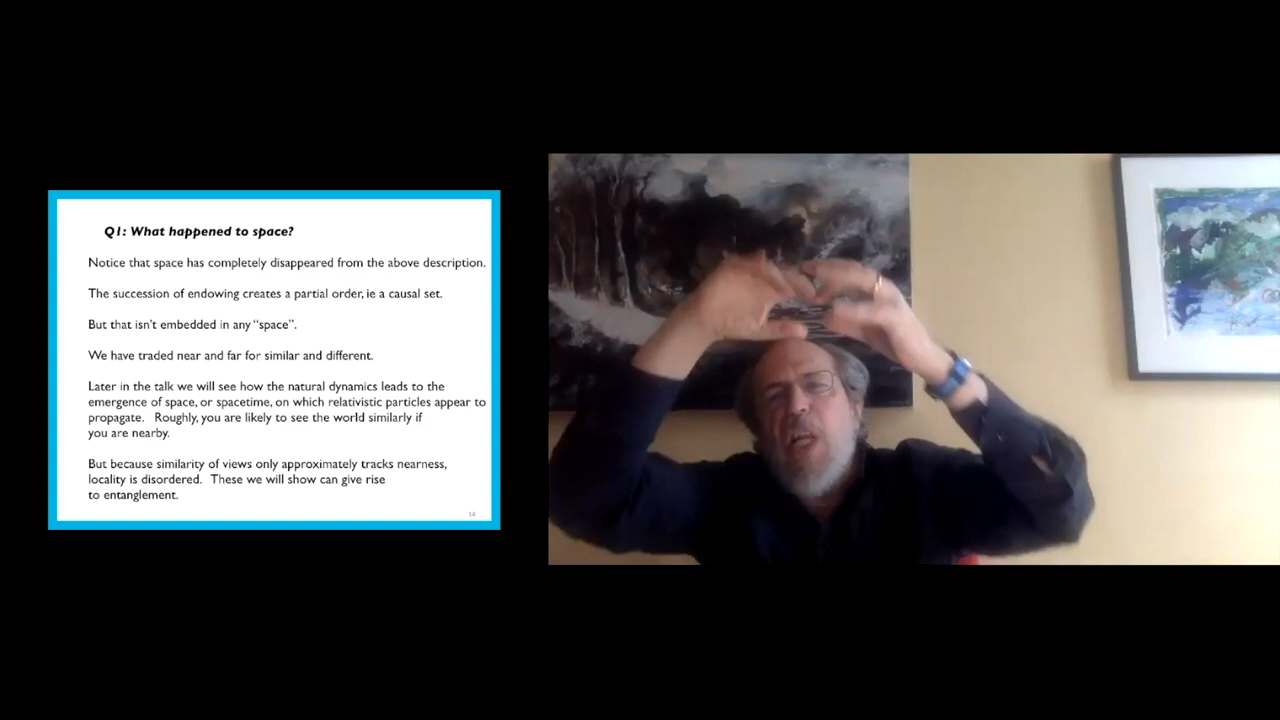 Q1: What happened to space?
Notice that space has completely disappeared from the above description.
The succession of endowing creates a partial order, ie a causal set.
But that isn't embedded in any "space".
We have traded near and far for similar and different.
Later in the talk we will see how the natural dynamics leads to the
emergence of space, or spacetime, on which relativistic particles appear to
propagate. Roughly, you are likely to see the world similarly if
you are nearby.
But because similarity of views only approximately tracks nearness,
locality is disordered. These we will show can give rise
to entanglement.
14